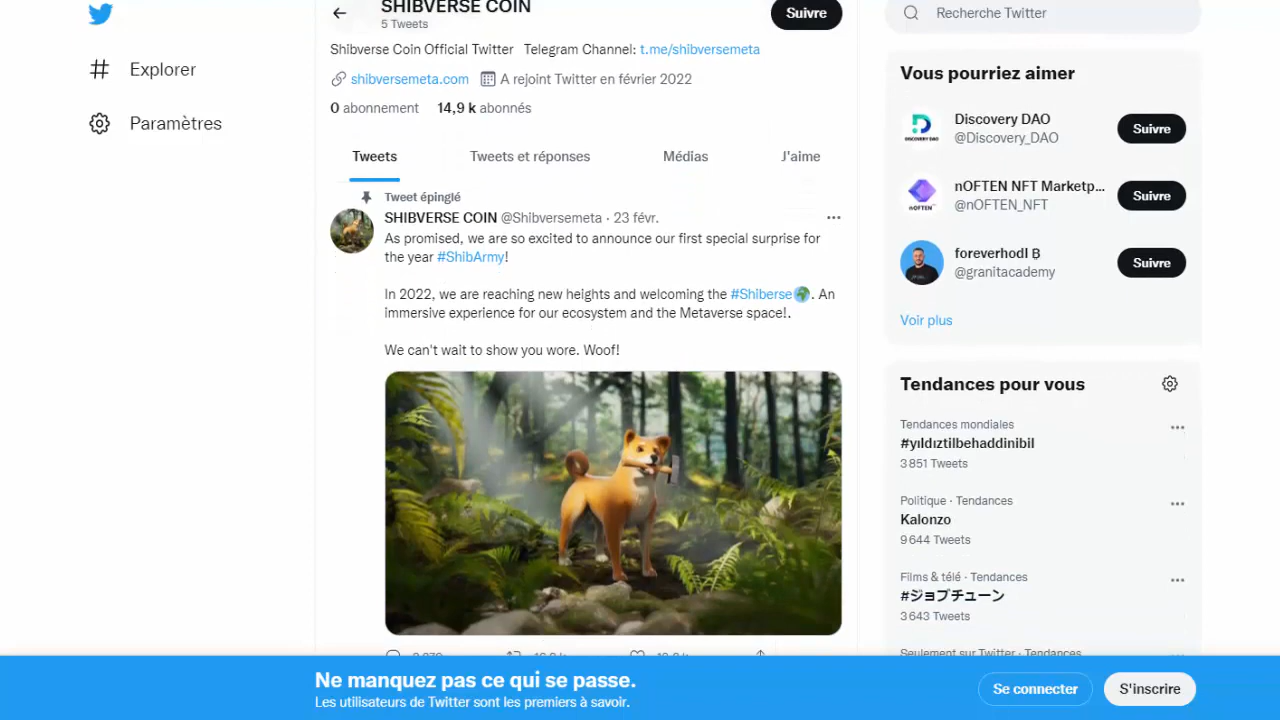 SHIBVERSE COIN
5 Tweets
Suivre
Recherche Twitter
Explorer
Paramètres
Shibverse Coin Official Twitter Telegram Channel: t.me/shibversemeta
shibversemeta.com A rejoint Twitter en février 2022
0 abonnement 14,9 k abonnés
Tweets Tweets et réponses Médias J'aime
Tweet épinglé
SHIBVERSE COIN @Shibversemeta · 23 févr.
As promised, we are so excited to announce our first special surprise for
the year #ShibArmy!
In 2022, we are reaching new heights and welcoming the #Shiberse🌍. An
immersive experience for our ecosystem and the Metaverse space!.
We can't wait to show you wore. Woof!
Vous pourriez aimer
DISCOVERY DAO
Discovery DAO
@Discovery_DAO
Suivre
nOFTEN
nOFTEN NFT Marketp...
@nOFTEN_NFT
Suivre
foreverhodl ₿
@granitacademy
Suivre
Voir plus
Tendances pour vous
Tendances mondiales
#yıldıztilbehaddinibil
3 851 Tweets
Politique · Tendances
Kalonzo
9 644 Tweets
Films & télé · Tendances
#ジョブチューン
3 643 Tweets
Seulement sur Twitter · Tendances
Ne manquez pas ce qui se passe.
Les utilisateurs de Twitter sont les premiers à savoir.
Se connecter
S'inscrire